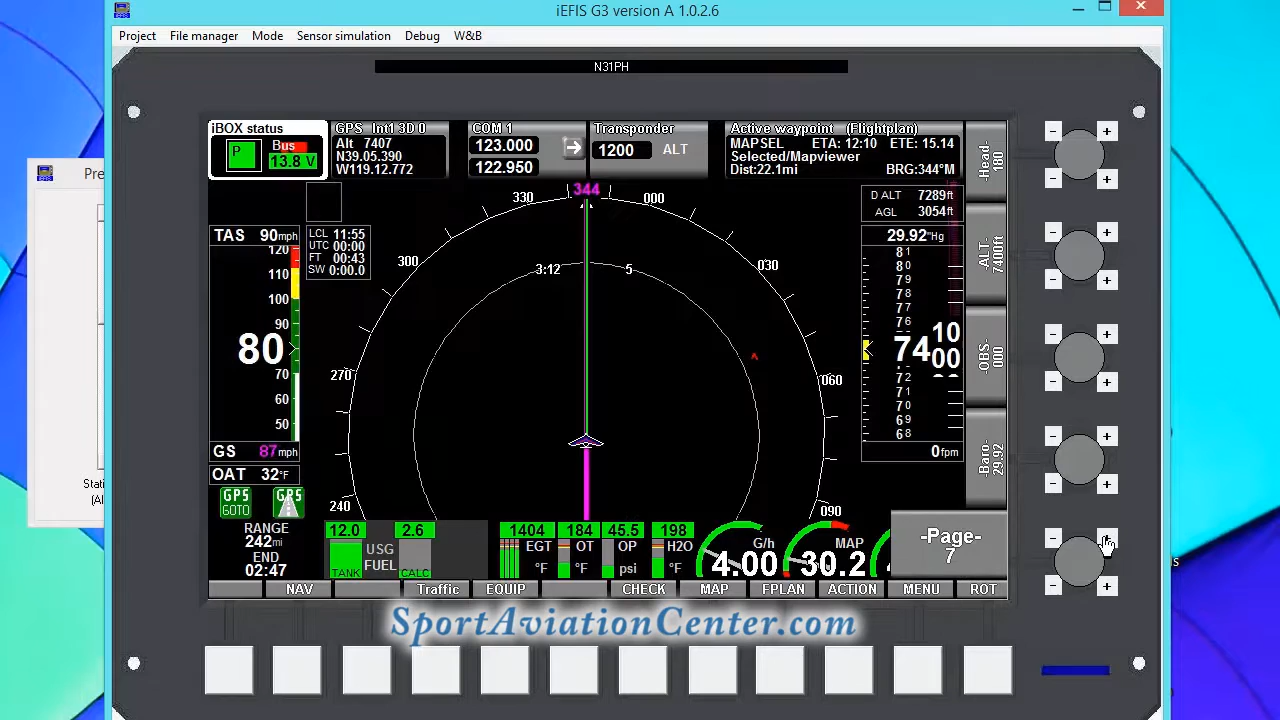 iEFIS G3 version A 1.0.2.6
Project File manager Mode Sensor simulation Debug W&B
N31PH
Pre
iBOX status
P
Bus
13.8 V
GPS Int1 3D 0
Alt 7407
N39.05.390
W119.12.772
COM 1
123.000
122.950
Transponder
1200 ALT
Active waypoint (Flightplan)
MAPSEL ETA: 12:10 ETE: 15.14
Selected/Mapviewer
Dist:22.1mi BRG:344°M
-Head-
180
-ALT-
7400ft
-OBS-
000
-Baro-
29.92
344
330 000
300 030
270 060
240 090
3:12 5
D ALT 7289ft
AGL 3054ft
29.92"Hg
TAS 90mph
LCL 11:55
UTC 00:00
FT 00:43
SW 0:00.0
120
110
100
90
80
70
60
50
81
80
79
78
77
76
7400
10
72
71
70
69
68
0fpm
GS 87mph
OAT 32°F
GPS
GOTO
GPS
RANGE
242mi
END
02:47
12.0 2.6
USG
FUEL
TANK CALC
1404 184 45.5 198
EGT OT OP H2O
°F °F psi °F
G/h
4.00
MAP
30.2
-Page-
7
NAV Traffic EQUIP CHECK MAP FPLAN ACTION MENU ROT
SportAviationCenter.com
Stati
(Al
- + - + - + - + - +
- + - + - + - + - +